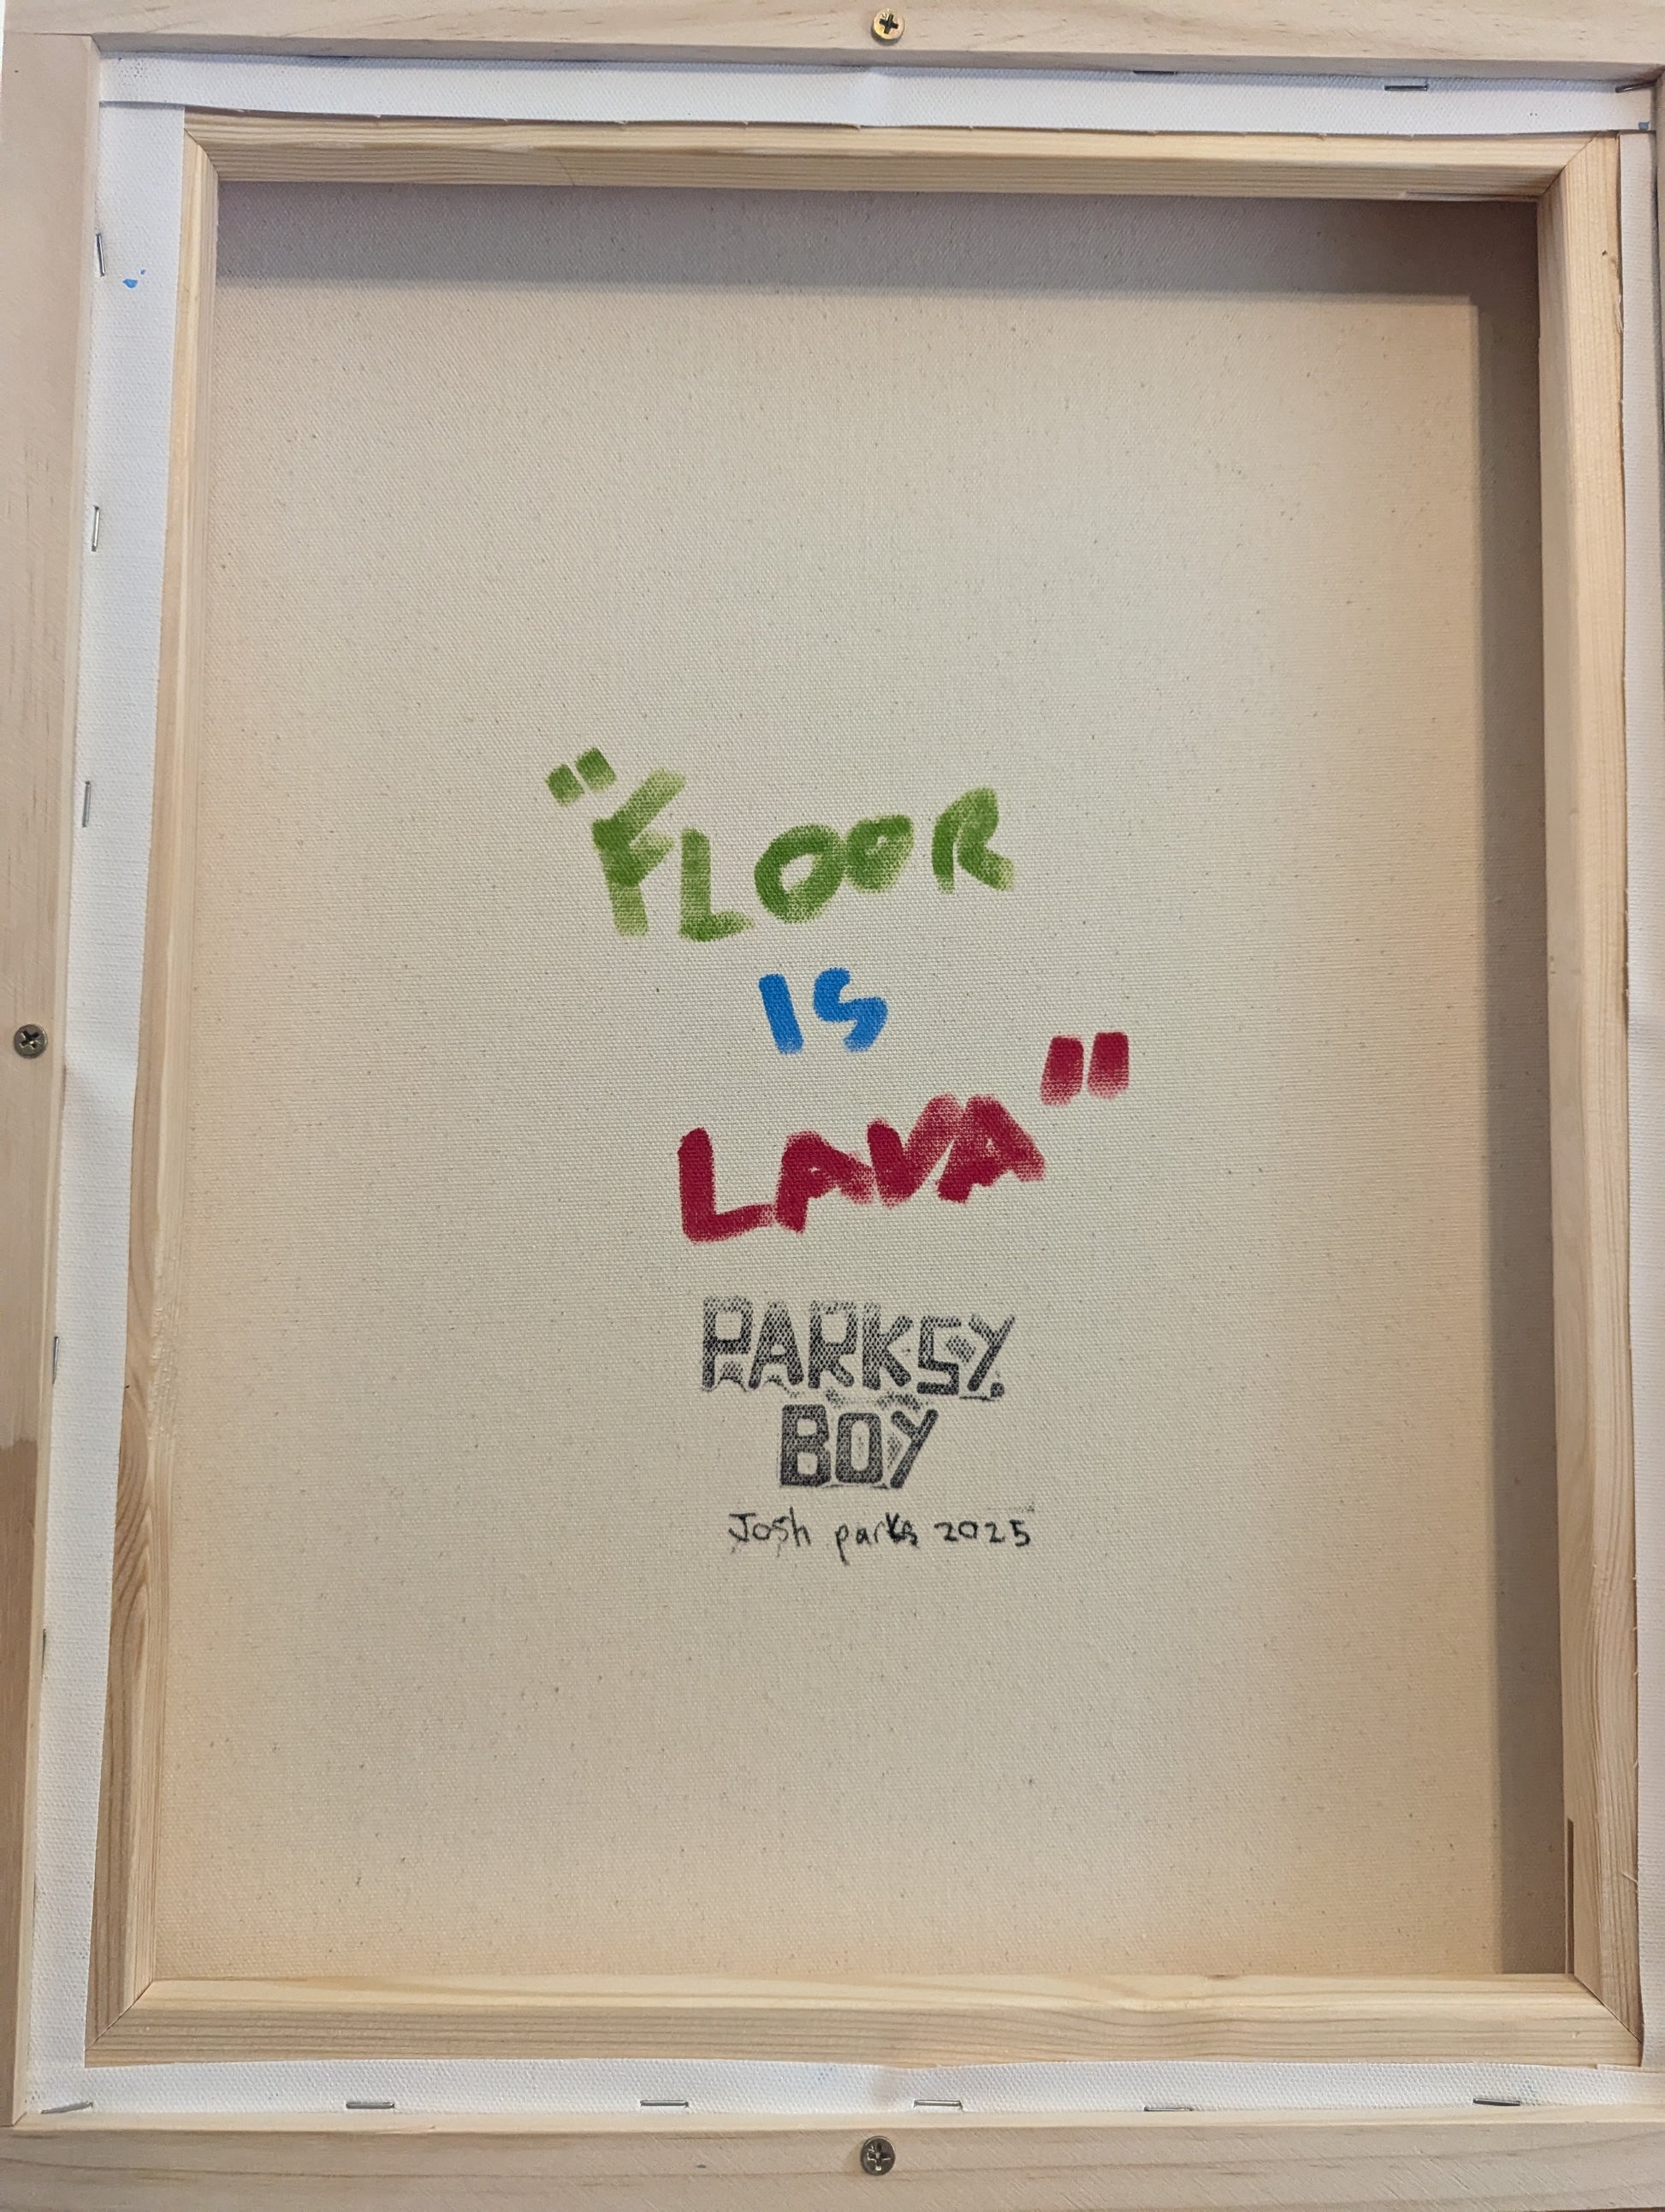 "FLOOR
IS
LAVA"
PARKSY.
BOY
Josh parks 2025